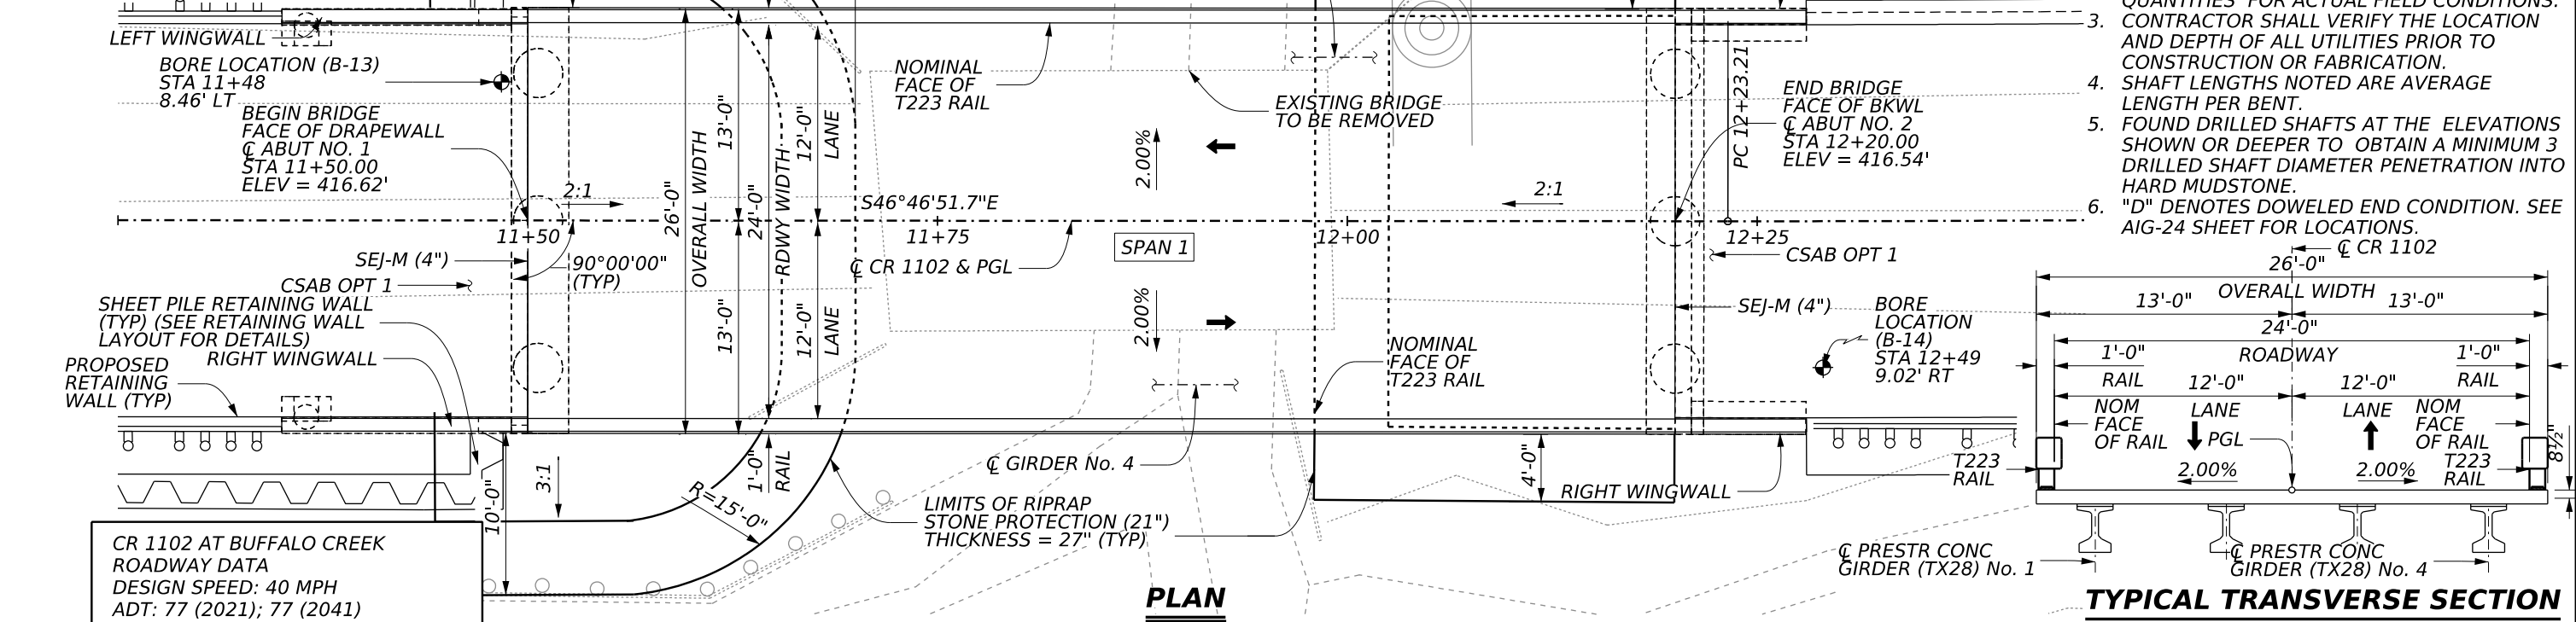 LEFT WINGWALL
BORE LOCATION (B-13)
STA 11+48
8.46' LT
BEGIN BRIDGE
FACE OF DRAPEWALL
℄ ABUT NO. 1
STA 11+50.00
ELEV = 416.62'
2:1
11+50
SEJ-M (4")
90°00'00"
(TYP)
CSAB OPT 1
SHEET PILE RETAINING WALL
(TYP) (SEE RETAINING WALL
LAYOUT FOR DETAILS)
RIGHT WINGWALL
PROPOSED
RETAINING
WALL (TYP)
26'-0"
OVERALL WIDTH
13'-0"
13'-0"
24'-0"
RDWY WIDTH
12'-0"
LANE
12'-0"
LANE
1'-0"
RAIL
3:1
10'-0"
R=15'-0"
NOMINAL
FACE OF
T223 RAIL
EXISTING BRIDGE
TO BE REMOVED
2.00%
S46°46'51.7"E
11+75
12+00
℄ CR 1102 & PGL
SPAN 1
2.00%
2:1
NOMINAL
FACE OF
T223 RAIL
℄ GIRDER No. 4
LIMITS OF RIPRAP
STONE PROTECTION (21")
THICKNESS = 27" (TYP)
4'-0"
RIGHT WINGWALL
PC 12+23.21
END BRIDGE
FACE OF BKWL
℄ ABUT NO. 2
STA 12+20.00
ELEV = 416.54'
12+25
CSAB OPT 1
SEJ-M (4")
BORE
LOCATION
(B-14)
STA 12+49
9.02' RT
CR 1102 AT BUFFALO CREEK
ROADWAY DATA
DESIGN SPEED: 40 MPH
ADT: 77 (2021); 77 (2041)
PLAN
QUANTITIES FOR ACTUAL FIELD CONDITIONS.
3. CONTRACTOR SHALL VERIFY THE LOCATION
AND DEPTH OF ALL UTILITIES PRIOR TO
CONSTRUCTION OR FABRICATION.
4. SHAFT LENGTHS NOTED ARE AVERAGE
LENGTH PER BENT.
5. FOUND DRILLED SHAFTS AT THE ELEVATIONS
SHOWN OR DEEPER TO OBTAIN A MINIMUM 3
DRILLED SHAFT DIAMETER PENETRATION INTO
HARD MUDSTONE.
6. "D" DENOTES DOWELED END CONDITION. SEE
AIG-24 SHEET FOR LOCATIONS.
℄ CR 1102
26'-0"
OVERALL WIDTH
13'-0" 13'-0"
24'-0"
ROADWAY
1'-0" 1'-0"
RAIL RAIL
12'-0" 12'-0"
LANE LANE
NOM
FACE
OF RAIL
NOM
FACE
OF RAIL
PGL
2.00% 2.00%
T223
RAIL
T223
RAIL
8½"
℄ PRESTR CONC
GIRDER (TX28) No. 1
℄ PRESTR CONC
GIRDER (TX28) No. 4
TYPICAL TRANSVERSE SECTION